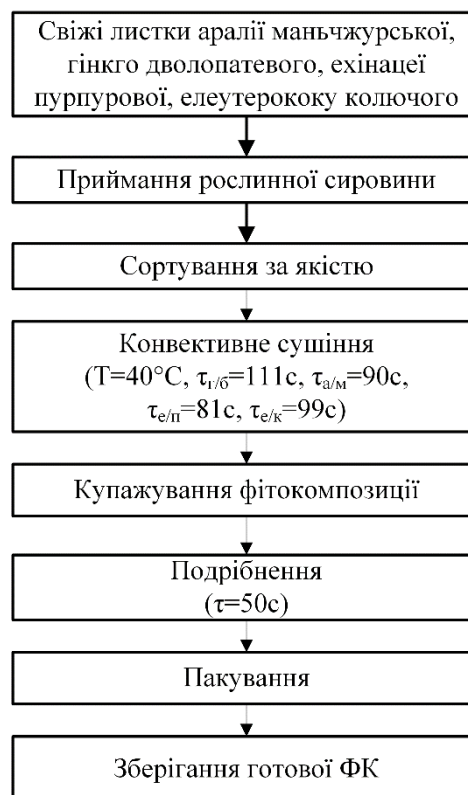 Свіжі листки аралії маньчжурської,
гінкго дволопатевого, ехінацеї
пурпурової, елеутерококу колючого
Приймання рослинної сировини
Сортування за якістю
Конвективне сушіння
(Т=40°С, τг/б=111с, τа/м=90с,
τе/п=81с, τе/к=99с)
Купажування фітокомпозиції
Подрібнення
(τ=50с)
Пакування
Зберігання готової ФК